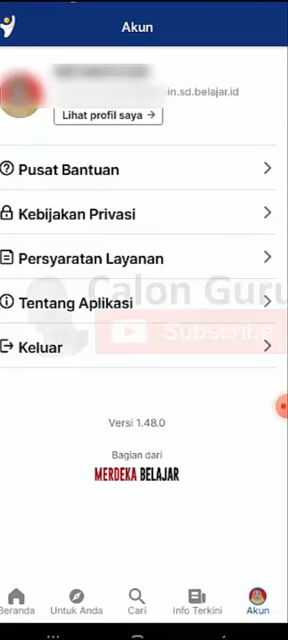 Akun
in.sd.belajar.id
Lihat profil saya →
Pusat Bantuan
Kebijakan Privasi
Persyaratan Layanan
Calon Guru
Tentang Aplikasi
Subscribe
Keluar
Versi 1.48.0
Bagian dari
MERDEKA BELAJAR
Beranda
Untuk Anda
Cari
Info Terkini
Akun